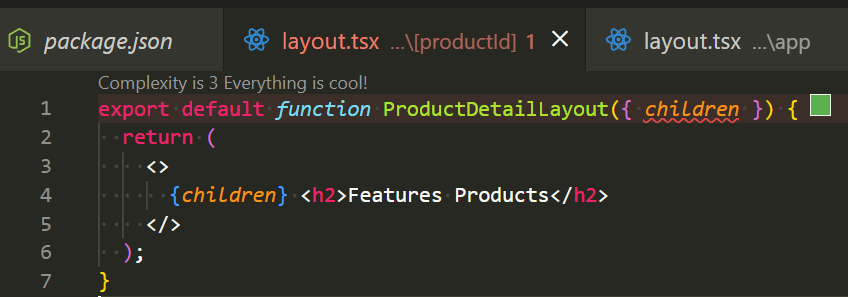 package.json layout.tsx ...\[productId] 1 layout.tsx ...\app
Complexity is 3 Everything is cool!
1 export default function ProductDetailLayout({ children }) {
2 return (
3 <>
4 {children} <h2>Features Products</h2>
5 </>
6 );
7 }